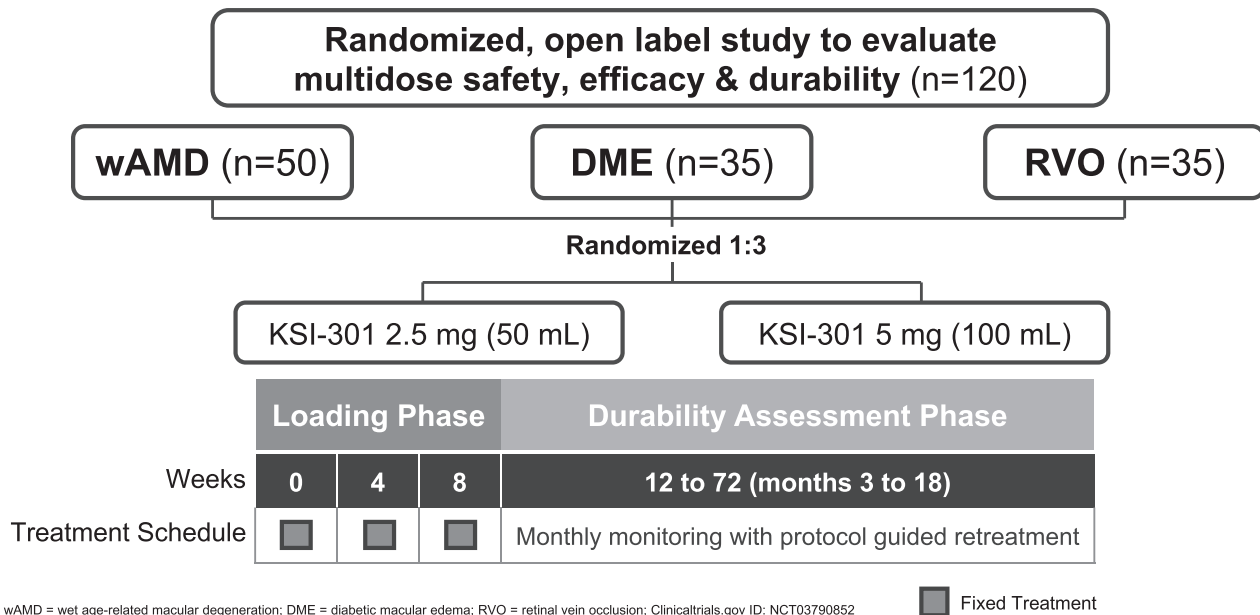 Randomized, open label study to evaluate
multidose safety, efficacy & durability (n=120)
wAMD (n=50)
DME (n=35)
RVO (n=35)
Randomized 1:3
KSI-301 2.5 mg (50 mL)
KSI-301 5 mg (100 mL)
Loading Phase
Durability Assessment Phase
Weeks
0
4
8
12 to 72 (months 3 to 18)
Treatment Schedule
Monthly monitoring with protocol guided retreatment
wAMD = wet age-related macular degeneration; DME = diabetic macular edema; RVO = retinal vein occlusion; Clinicaltrials.gov ID: NCT03790852
Fixed Treatment